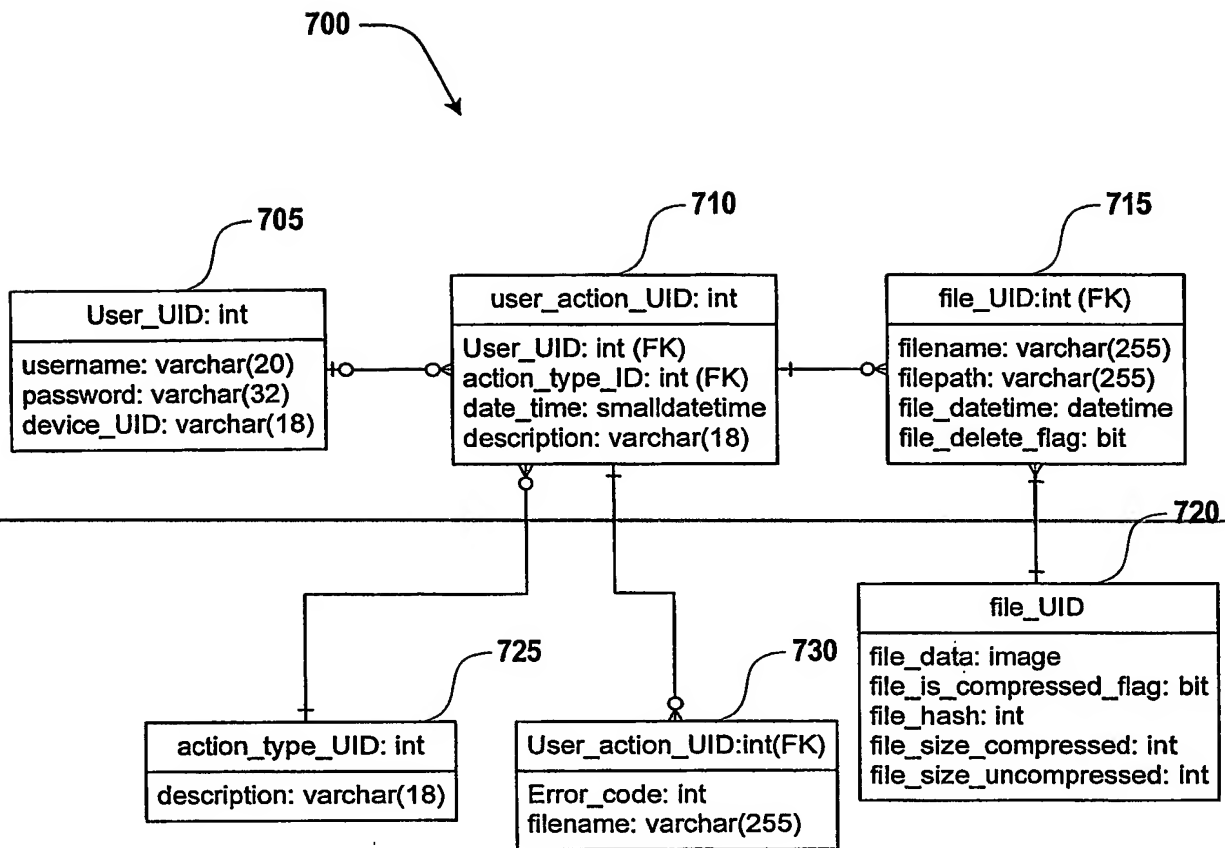 700
705
710
715
User_UID: int
username: varchar(20)
password: varchar(32)
device_UID: varchar(18)
user_action_UID: int
User_UID: int (FK)
action_type_ID: int (FK)
date_time: smalldatetime
description: varchar(18)
file_UID:int (FK)
filename: varchar(255)
filepath: varchar(255)
file_datetime: datetime
file_delete_flag: bit
720
file_UID
file_data: image
file_is_compressed_flag: bit
file_hash: int
file_size_compressed: int
file_size_uncompressed: int
725
action_type_UID: int
description: varchar(18)
730
User_action_UID:int(FK)
Error_code: int
filename: varchar(255)